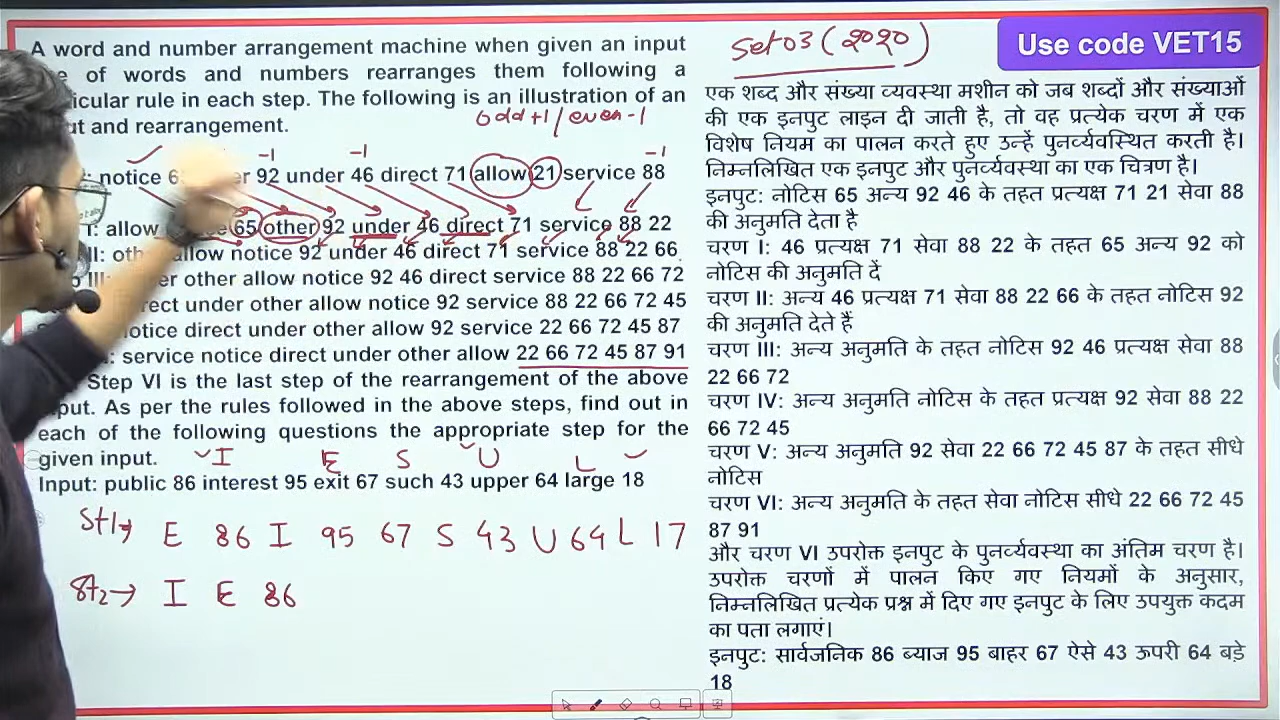 A word and number arrangement machine when given an input
of words and numbers rearranges them following a
rule in each step. The following is an illustration of an
and rearrangement.
odd+1/even-1
-1 -1 -1
notice 92 under 46 direct 71 allow 21 service 88
I: allow 65 other 92 under 46 direct 71 service 88 22
II: allow notice 92 under 46 direct 71 service 88 22 66.
other allow notice 92 46 direct service 88 22 66 72
under other allow notice 92 service 88 22 66 72 45
direct under other allow 92 service 22 66 72 45 87
service notice direct under other allow 22 66 72 45 87 91
Step VI is the last step of the rearrangement of the above
As per the rules followed in the above steps, find out in
each of the following questions the appropriate step for the
given input.
I E S U L
Input: public 86 interest 95 exit 67 such 43 upper 64 large 18
St1→ E 86 I 95 67 S 43 U 64 L 17
St2→ I E 86
Set 03 (2020)
Use code VET15
एक शब्द और संख्या व्यवस्था मशीन को जब शब्दों और संख्याओं
की एक इनपुट लाइन दी जाती है, तो वह प्रत्येक चरण में एक
विशेष नियम का पालन करते हुए उन्हें पुनर्व्यवस्थित करती है।
निम्नलिखित एक इनपुट और पुनर्व्यवस्था का एक चित्रण है।
इनपुट: नोटिस 65 अन्य 92 46 के तहत प्रत्यक्ष 71 21 सेवा 88
की अनुमति देता है
चरण I: 46 प्रत्यक्ष 71 सेवा 88 22 के तहत 65 अन्य 92 को
नोटिस की अनुमति दें
चरण II: अन्य 46 प्रत्यक्ष 71 सेवा 88 22 66 के तहत नोटिस 92
की अनुमति देते हैं
चरण III: अन्य अनुमति के तहत नोटिस 92 46 प्रत्यक्ष सेवा 88
22 66 72
चरण IV: अन्य अनुमति नोटिस के तहत प्रत्यक्ष 92 सेवा 88 22
66 72 45
चरण V: अन्य अनुमति 92 सेवा 22 66 72 45 87 के तहत सीधे
नोटिस
चरण VI: अन्य अनुमति के तहत सेवा नोटिस सीधे 22 66 72 45
87 91
और चरण VI उपरोक्त इनपुट के पुनर्व्यवस्था का अंतिम चरण है।
उपरोक्त चरणों में पालन किए गए नियमों के अनुसार,
निम्नलिखित प्रत्येक प्रश्न में दिए गए इनपुट के लिए उपयुक्त कदम
का पता लगाएं।
इनपुट: सार्वजनिक 86 ब्याज 95 बाहर 67 ऐसे 43 ऊपरी 64 बड़े
18